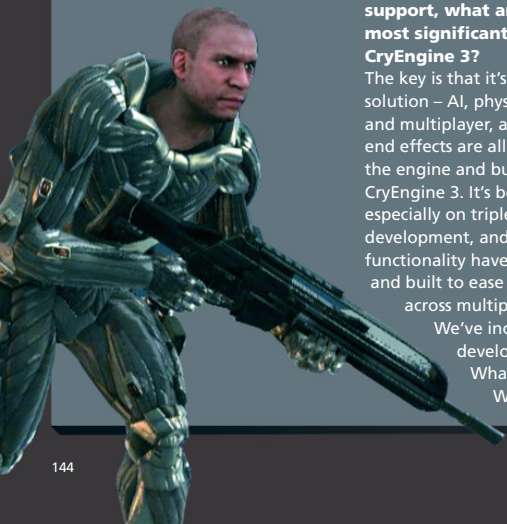 support, what
most significant
CryEngine 3?
The key is that it's
solution – AI, phys
and multiplayer, a
end effects are all
the engine and bu
CryEngine 3. It's b
especially on triple
development, and
functionality have
and built to ease
across multip
We've inc
develo
Wha
W
144